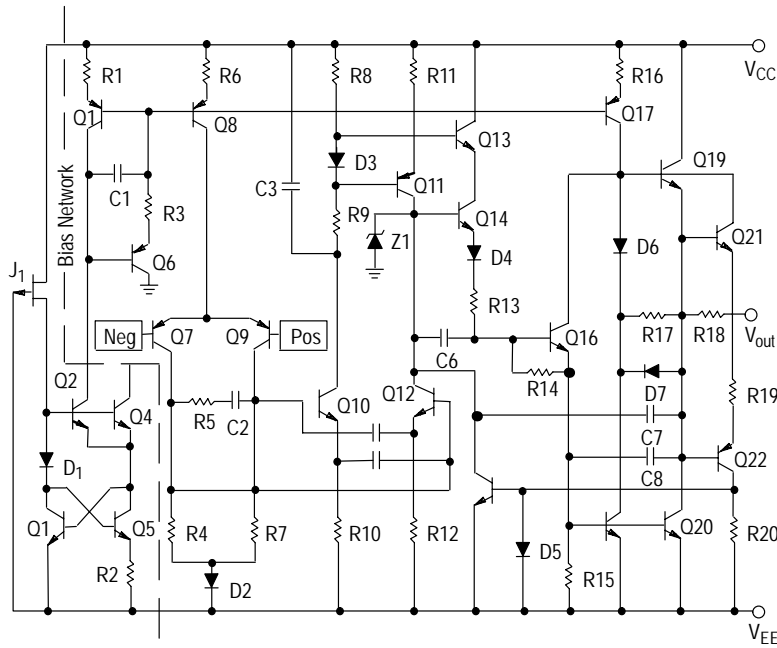 R1
R6
R8
R11
R16
VCC
Q1
Q8
Q17
Bias Network
C1
C3
D3
Q13
Q11
Q19
R3
R9
Z1
Q14
Q21
Q6
D4
D6
J1
R13
Neg
Q7
Q9
Pos
C6
Q16
R17
R18
Vout
Q2
Q4
R5
C2
Q10
Q12
R14
D7
R19
C7
D1
C8
Q22
Q1
Q5
R4
R7
R10
R12
D5
Q20
R20
R2
D2
R15
VEE